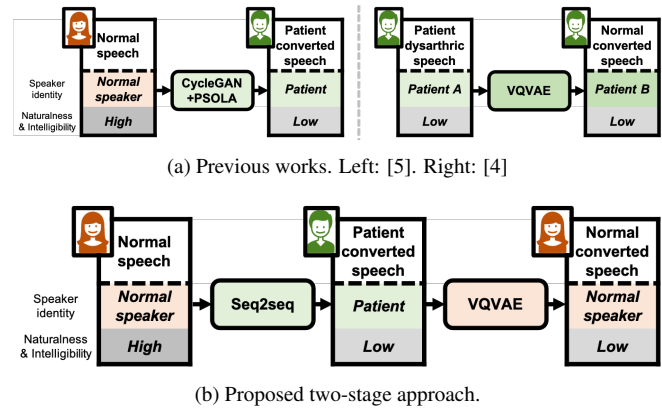 Normal
speech
Patient
converted
speech
Patient
dysarthric
speech
Normal
converted
speech
Speaker
identity
Normal
speaker
CycleGAN
+PSOLA
Patient
Patient A
VQVAE
Patient B
Naturalness
& Intelligibility
High
Low
Low
Low
(a) Previous works. Left: [5]. Right: [4]
Normal
speech
Patient
converted
speech
Normal
converted
speech
Speaker
identity
Normal
speaker
Seq2seq
Patient
VQVAE
Normal
speaker
Naturalness
& Intelligibility
High
Low
Low
(b) Proposed two-stage approach.